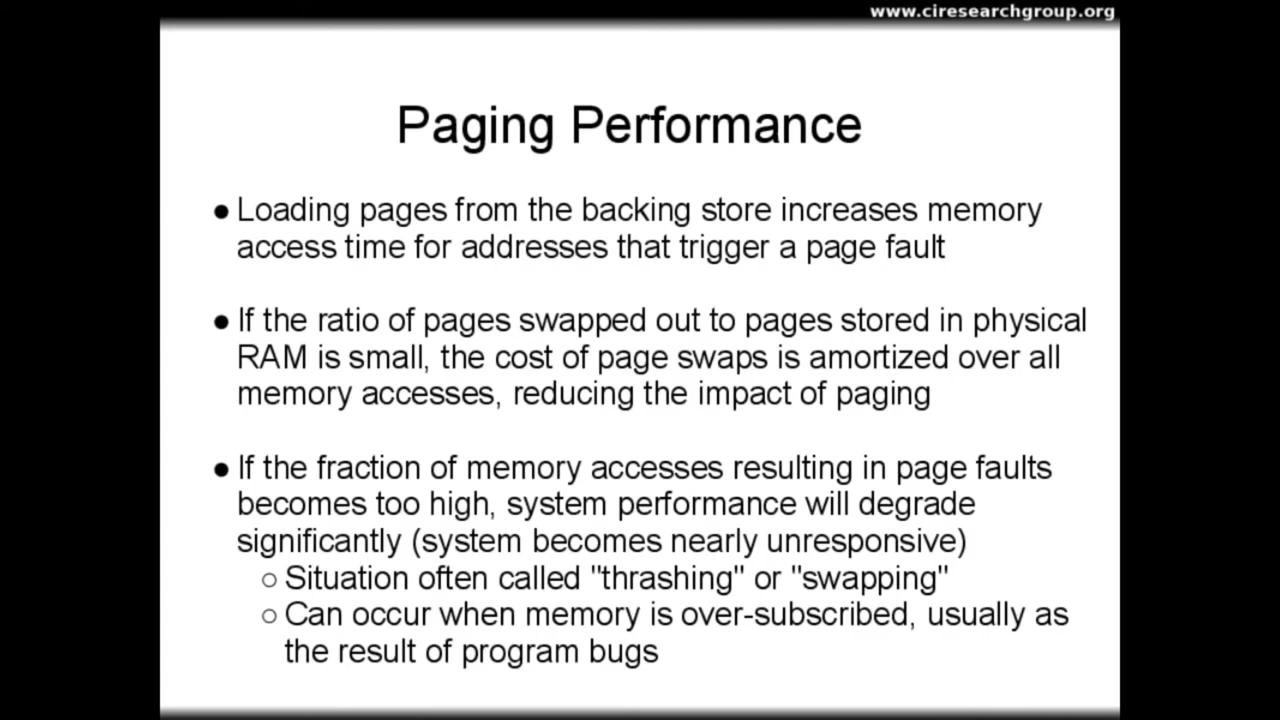 www.ciresearchgroup.org
Paging Performance
● Loading pages from the backing store increases memory
access time for addresses that trigger a page fault
● If the ratio of pages swapped out to pages stored in physical
RAM is small, the cost of page swaps is amortized over all
memory accesses, reducing the impact of paging
● If the fraction of memory accesses resulting in page faults
becomes too high, system performance will degrade
significantly (system becomes nearly unresponsive)
○ Situation often called "thrashing" or "swapping"
○ Can occur when memory is over-subscribed, usually as
the result of program bugs